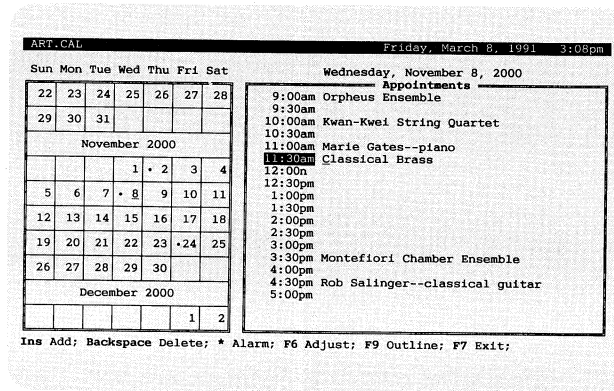 ART.CAL Friday, March 8, 1991 3:08pm
Sun Mon Tue Wed Thu Fri Sat
22 23 24 25 26 27 28
29 30 31
November 2000
1 • 2 3 4
5 6 7 • 8 9 10 11
12 13 14 15 16 17 18
19 20 21 22 23 •24 25
26 27 28 29 30
December 2000
1 2
Wednesday, November 8, 2000
Appointments
9:00am Orpheus Ensemble
9:30am
10:00am Kwan-Kwei String Quartet
10:30am
11:00am Marie Gates--piano
11:30am Classical Brass
12:00n
12:30pm
1:00pm
1:30pm
2:00pm
2:30pm
3:00pm
3:30pm Montefiori Chamber Ensemble
4:00pm
4:30pm Rob Salinger--classical guitar
5:00pm
Ins Add; Backspace Delete; * Alarm; F6 Adjust; F9 Outline; F7 Exit;